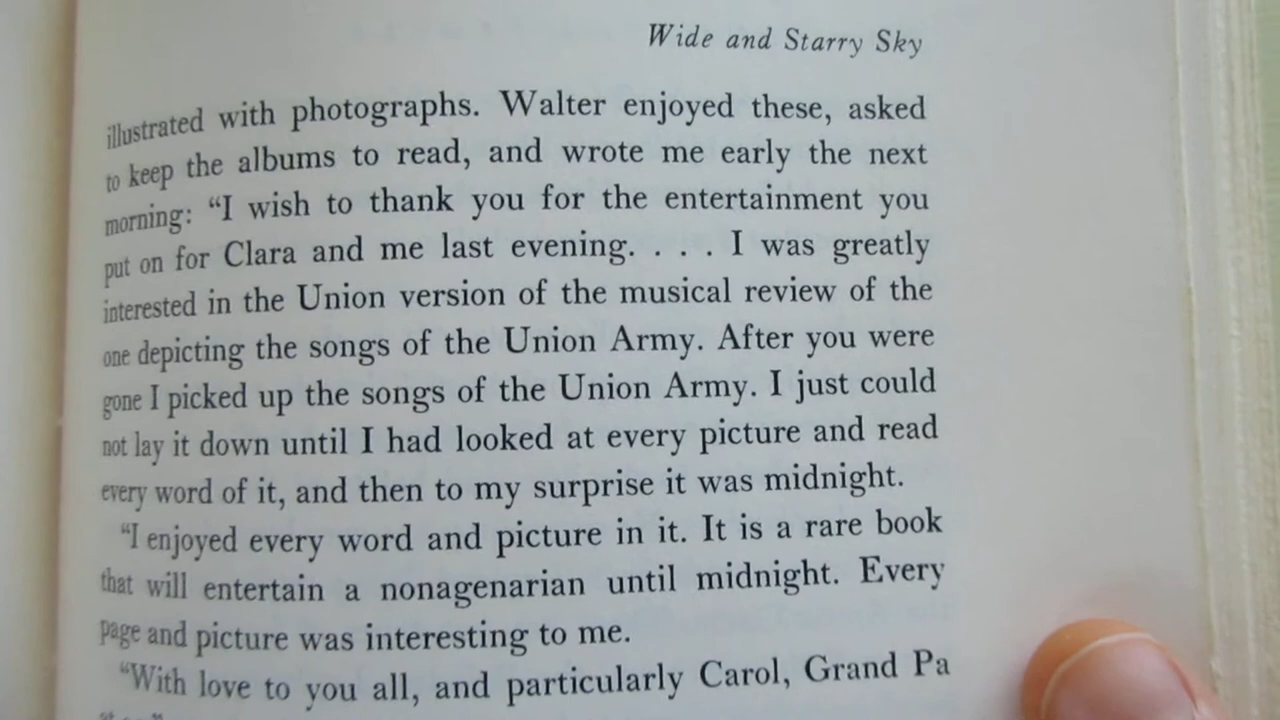 Wide and Starry Sky
illustrated with photographs. Walter enjoyed these, asked
to keep the albums to read, and wrote me early the next
morning: “I wish to thank you for the entertainment you
put on for Clara and me last evening. . . . I was greatly
interested in the Union version of the musical review of the
one depicting the songs of the Union Army. After you were
gone I picked up the songs of the Union Army. I just could
not lay it down until I had looked at every picture and read
every word of it, and then to my surprise it was midnight.
“I enjoyed every word and picture in it. It is a rare book
that will entertain a nonagenarian until midnight. Every
page and picture was interesting to me.
“With love to you all, and particularly Carol, Grand Pa